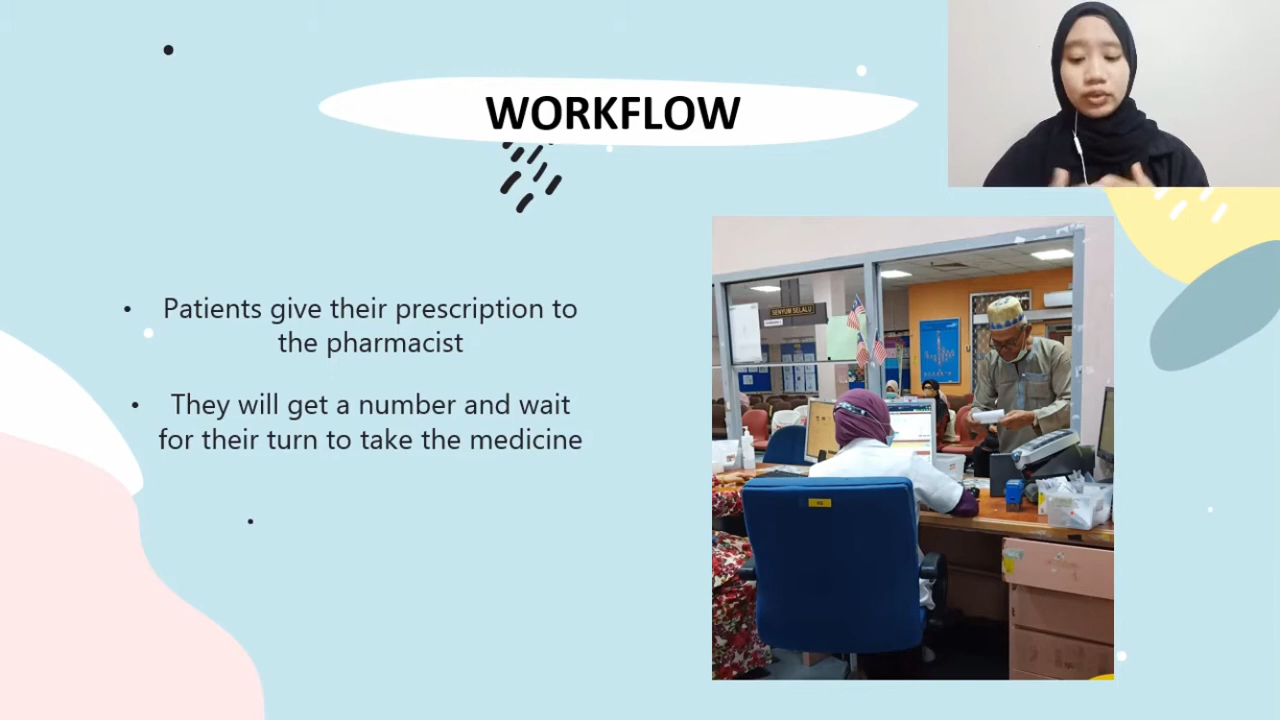 WORKFLOW
• Patients give their prescription to
the pharmacist
• They will get a number and wait
for their turn to take the medicine
SENYUM SELALU